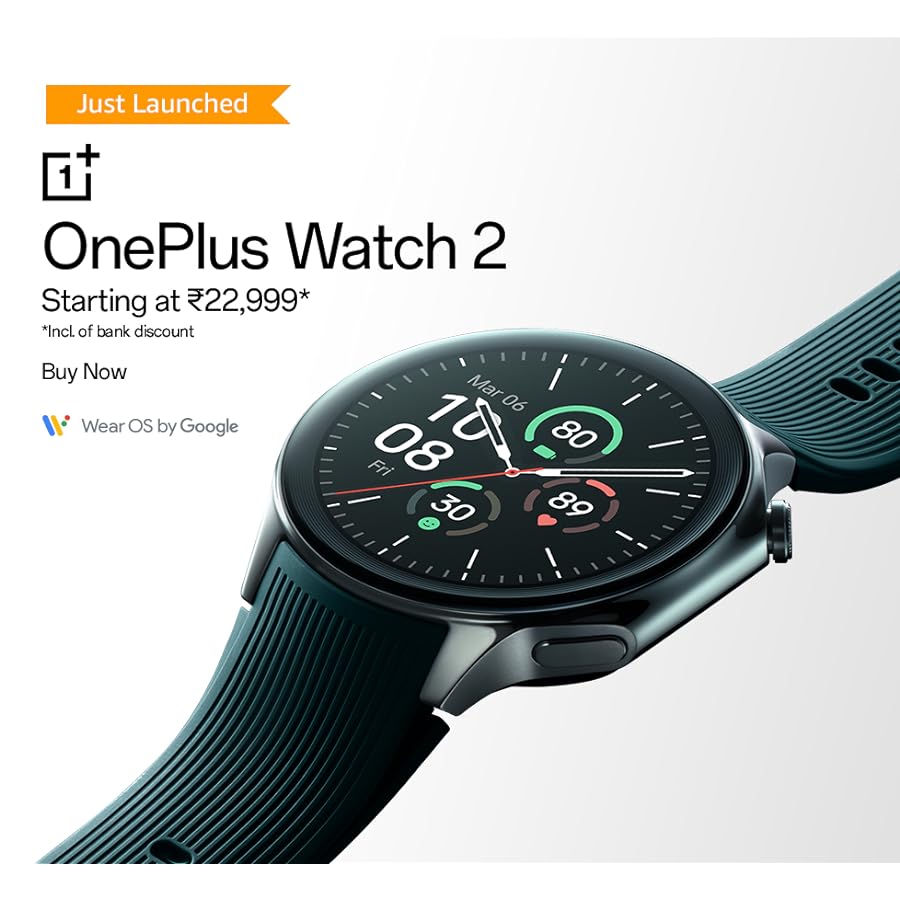 Just Launched
1+
OnePlus Watch 2
Starting at ₹22,999*
*Incl. of bank discount
Buy Now
Wear OS by Google
Mar 06
10
80
08
Fri
30
89